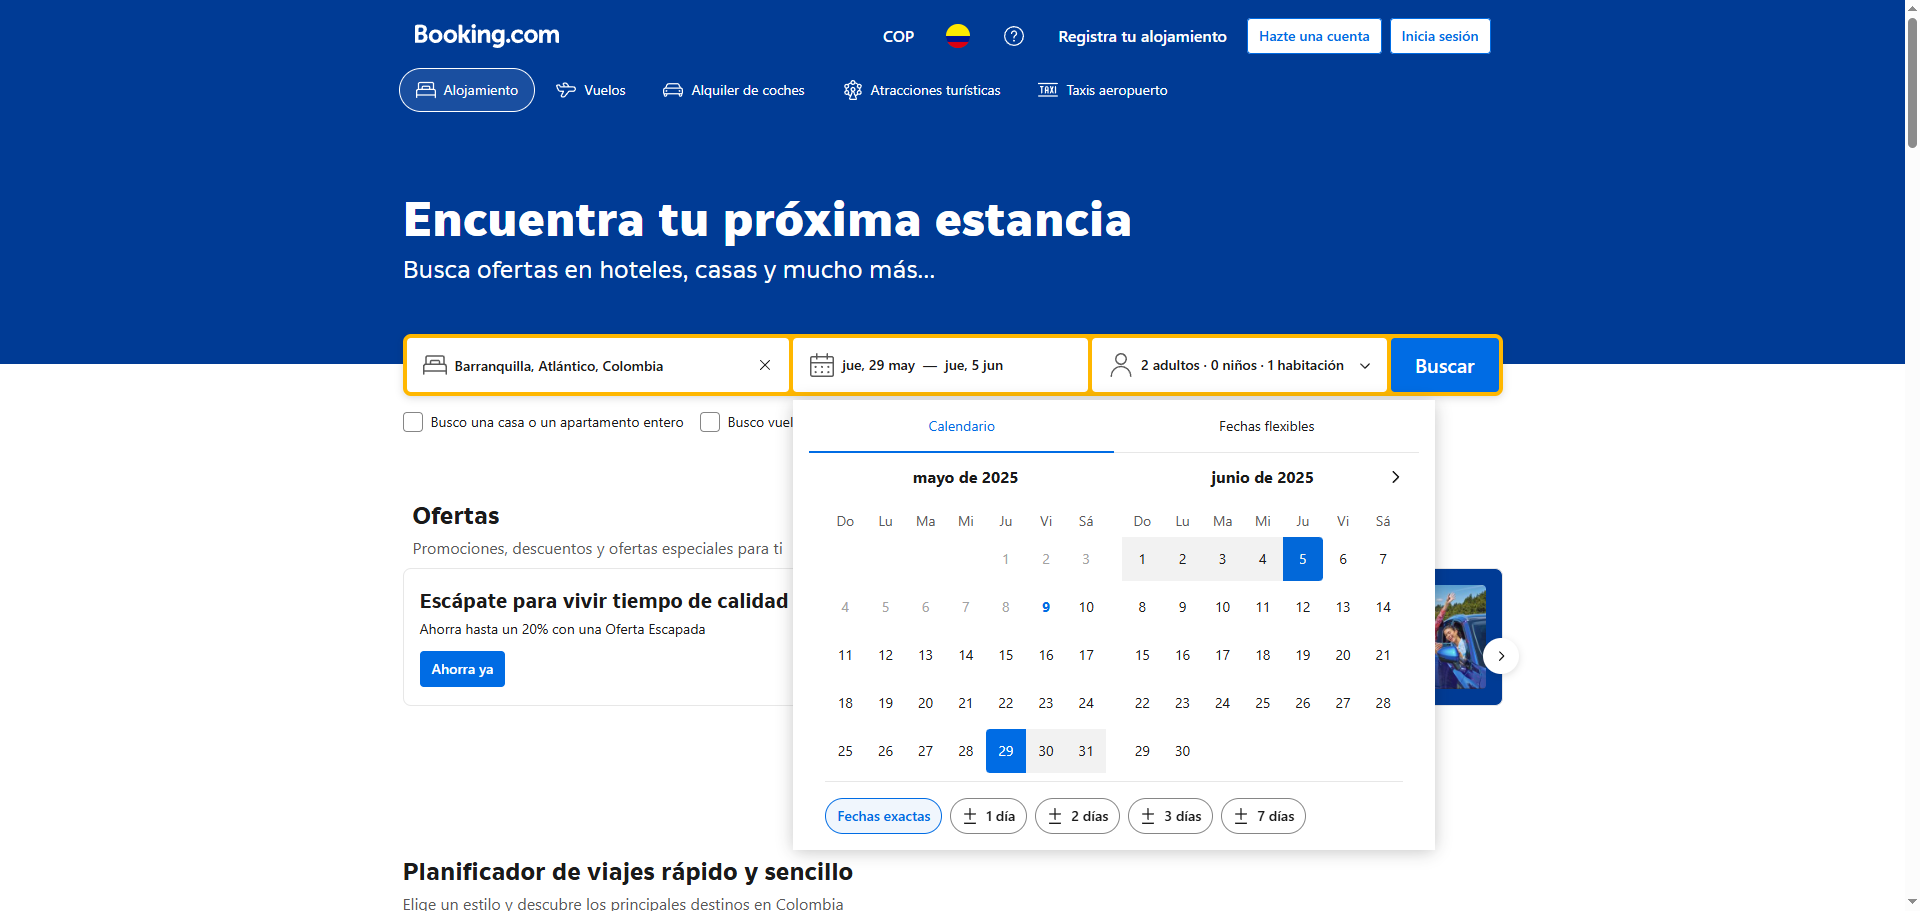 Booking.com
COP
Registra tu alojamiento
Hazte una cuenta
Inicia sesión
Alojamiento
Vuelos
Alquiler de coches
TAXI
Atracciones turísticas
Taxis aeropuerto
Encuentra tu próxima estancia
Busca ofertas en hoteles, casas y mucho más...
Barranquilla, Atlántico, Colombia
jue, 29 may — jue, 5 jun
2 adultos · 0 niños · 1 habitación
Buscar
Busco una casa o un apartamento entero
Busco vuel
Calendario
Fechas flexibles
mayo de 2025
Do Lu Ma Mi Ju Vi Sá
1 2 3
4 5 6 7 8 9 10
11 12 13 14 15 16 17
18 19 20 21 22 23 24
25 26 27 28 29 30 31
junio de 2025
Do Lu Ma Mi Ju Vi Sá
1 2 3 4 5 6 7
8 9 10 11 12 13 14
15 16 17 18 19 20 21
22 23 24 25 26 27 28
29 30
Fechas exactas
± 1 día
± 2 días
± 3 días
± 7 días
Ofertas
Promociones, descuentos y ofertas especiales para ti
Escápate para vivir tiempo de calidad
Ahorra hasta un 20% con una Oferta Escapada
Ahorra ya
Planificador de viajes rápido y sencillo
Elige un estilo y descubre los principales destinos en Colombia